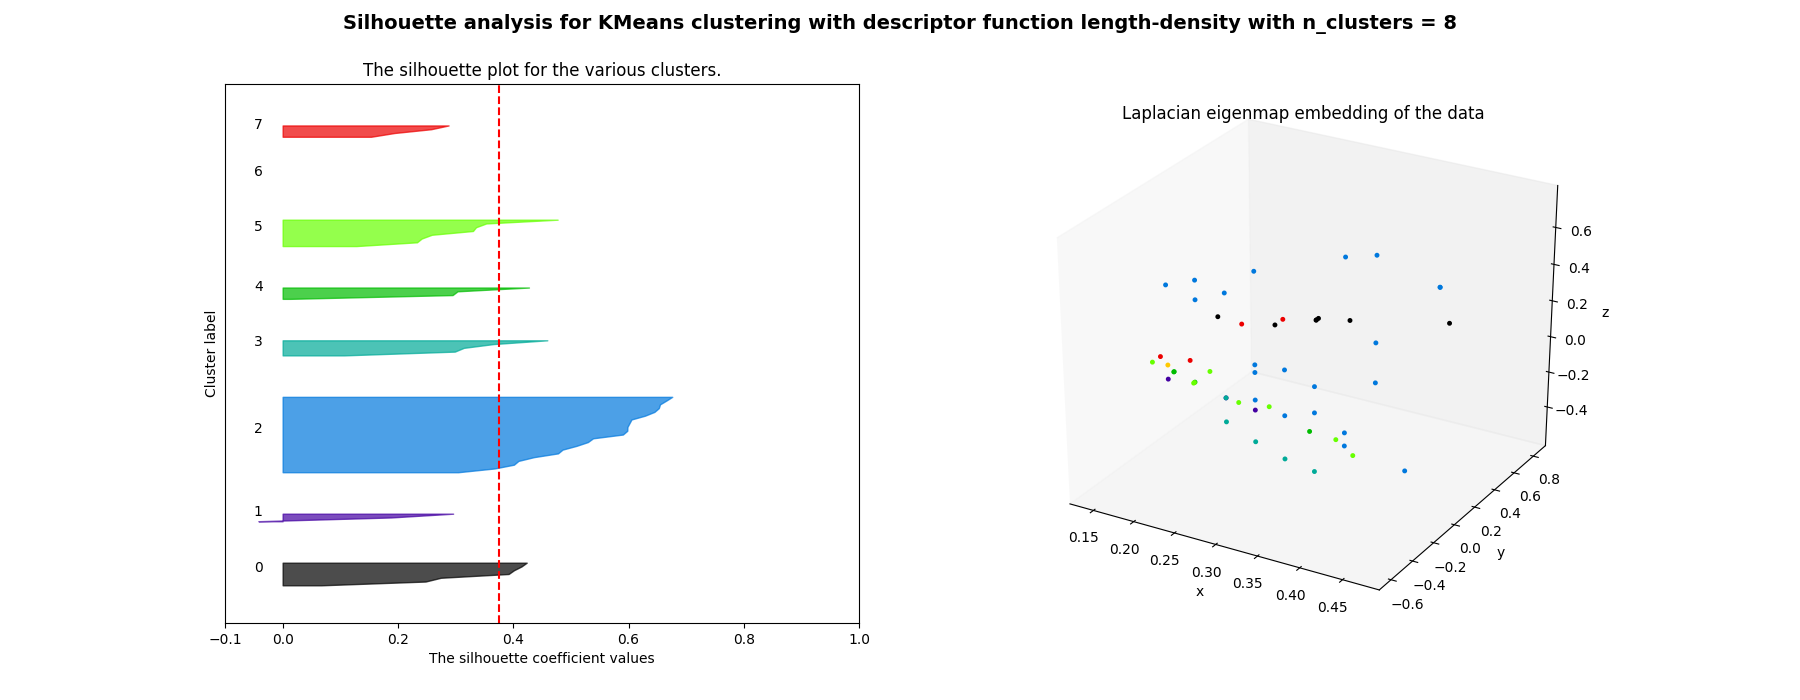 Silhouette analysis for KMeans clustering with descriptor function length-density with n_clusters = 8
The silhouette plot for the various clusters.
7
6
5
4
3
2
1
0
Cluster label
−0.1 0.0 0.2 0.4 0.6 0.8 1.0
The silhouette coefficient values
Laplacian eigenmap embedding of the data
0.6
0.4
0.2
0.0
−0.2
−0.4
z
0.15 0.20 0.25 0.30 0.35 0.40 0.45
x
−0.6 −0.4 −0.2 0.0 0.2 0.4 0.6 0.8
y